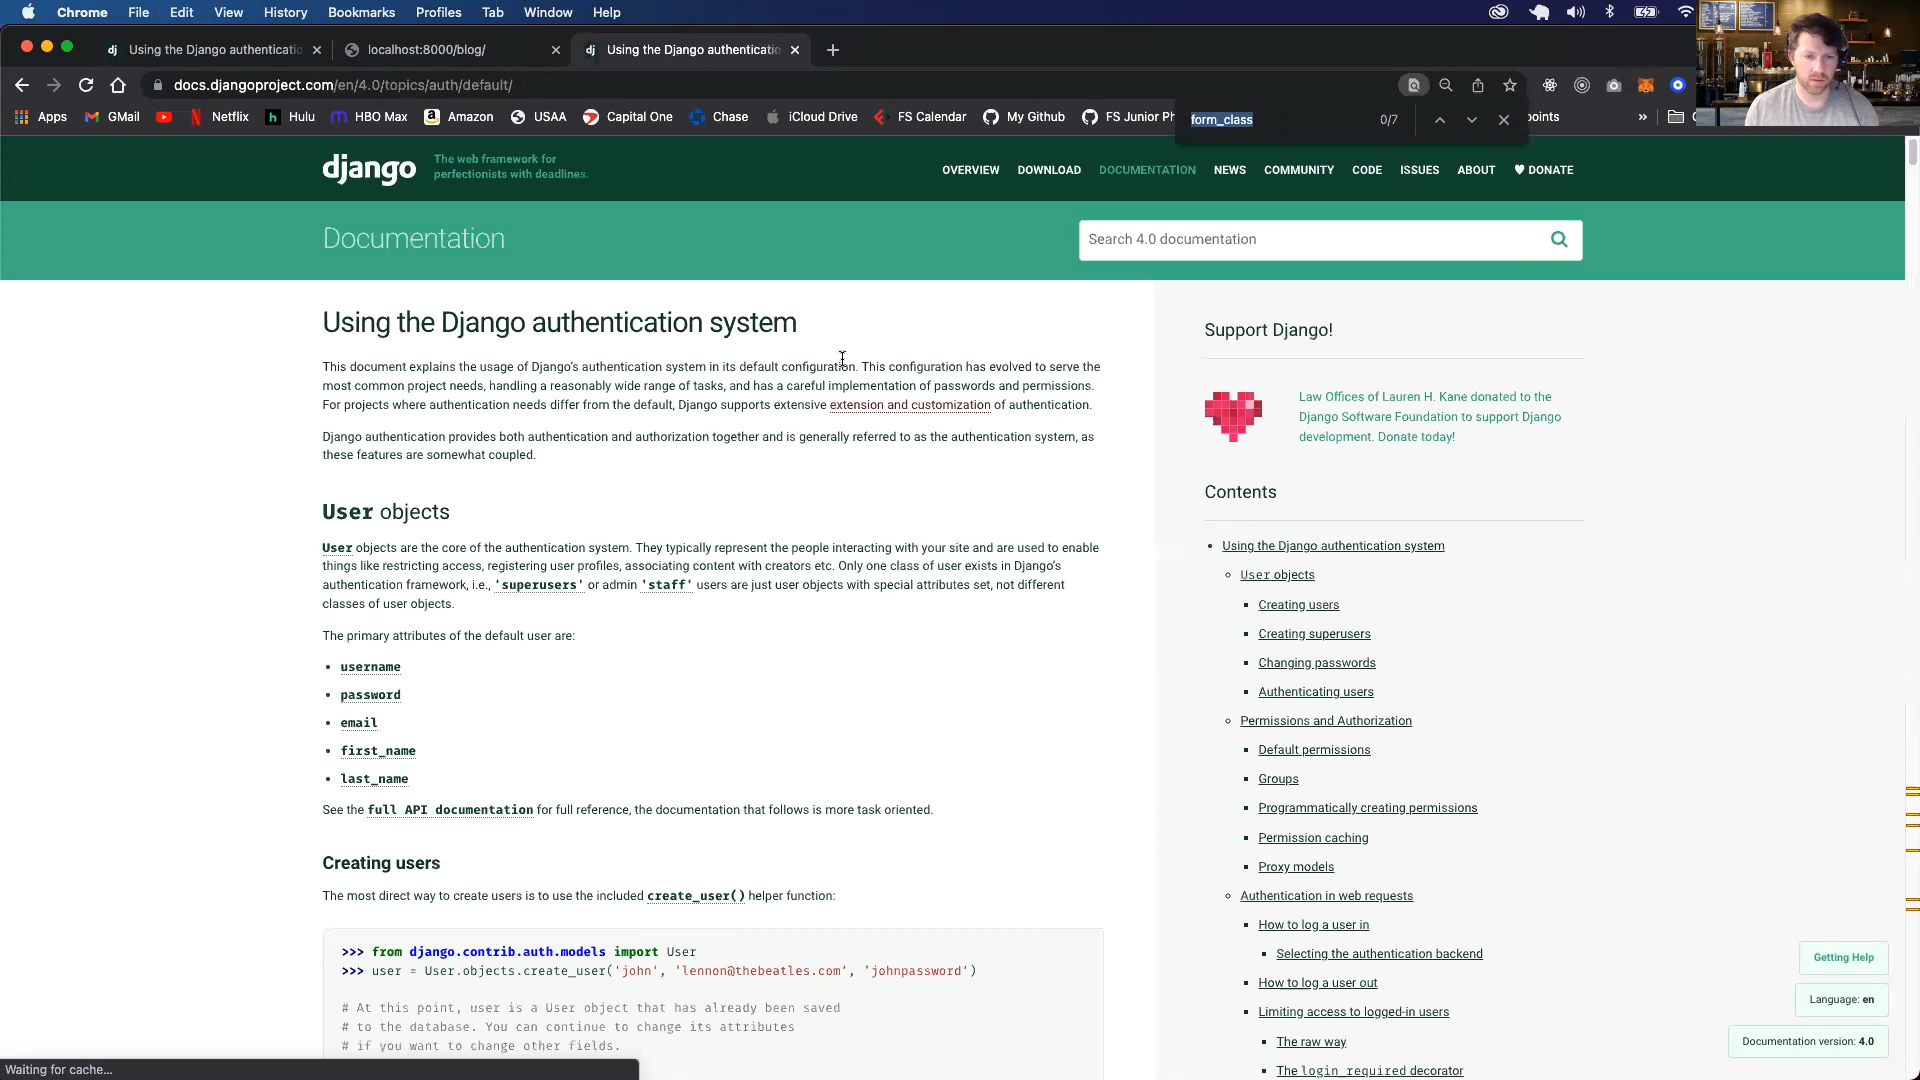 Chrome File Edit View History Bookmarks Profiles Tab Window Help
dj Using the Django authenticatio
localhost:8000/blog/
dj Using the Django authenticatio
docs.djangoproject.com/en/4.0/topics/auth/default/
Apps GMail Netflix Hulu HBO Max Amazon USAA Capital One Chase iCloud Drive FS Calendar My Github FS Junior Ph points »
form_class 0/7
django
The web framework for
perfectionists with deadlines.
OVERVIEW DOWNLOAD DOCUMENTATION NEWS COMMUNITY CODE ISSUES ABOUT ♥ DONATE
Documentation
Search 4.0 documentation
Using the Django authentication system
This document explains the usage of Django’s authentication system in its default configuration. This configuration has evolved to serve the
most common project needs, handling a reasonably wide range of tasks, and has a careful implementation of passwords and permissions.
For projects where authentication needs differ from the default, Django supports extensive extension and customization of authentication.
Django authentication provides both authentication and authorization together and is generally referred to as the authentication system, as
these features are somewhat coupled.
User objects
User objects are the core of the authentication system. They typically represent the people interacting with your site and are used to enable
things like restricting access, registering user profiles, associating content with creators etc. Only one class of user exists in Django’s
authentication framework, i.e., 'superusers' or admin 'staff' users are just user objects with special attributes set, not different
classes of user objects.
The primary attributes of the default user are:
• username
• password
• email
• first_name
• last_name
See the full API documentation for full reference, the documentation that follows is more task oriented.
Creating users
The most direct way to create users is to use the included create_user() helper function:
>>> from django.contrib.auth.models import User
>>> user = User.objects.create_user('john', 'lennon@thebeatles.com', 'johnpassword')
# At this point, user is a User object that has already been saved
# to the database. You can continue to change its attributes
# if you want to change other fields.
Support Django!
Law Offices of Lauren H. Kane donated to the
Django Software Foundation to support Django
development. Donate today!
Contents
Using the Django authentication system
User objects
Creating users
Creating superusers
Changing passwords
Authenticating users
Permissions and Authorization
Default permissions
Groups
Programmatically creating permissions
Permission caching
Proxy models
Authentication in web requests
How to log a user in
Selecting the authentication backend
How to log a user out
Limiting access to logged-in users
The raw way
The login_required decorator
Getting Help
Language: en
Documentation version: 4.0
Waiting for cache...